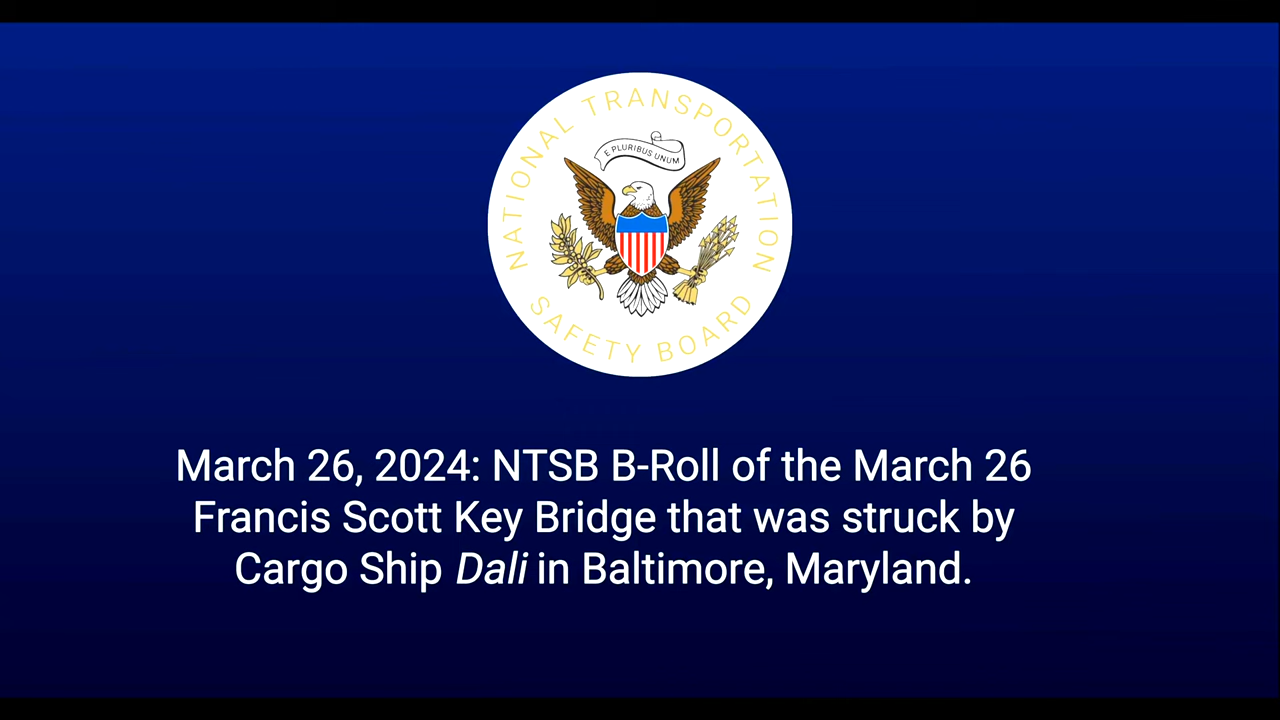 NATIONAL TRANSPORTATION
E PLURIBUS UNUM
SAFETY BOARD
March 26, 2024: NTSB B-Roll of the March 26
Francis Scott Key Bridge that was struck by
Cargo Ship Dali in Baltimore, Maryland.